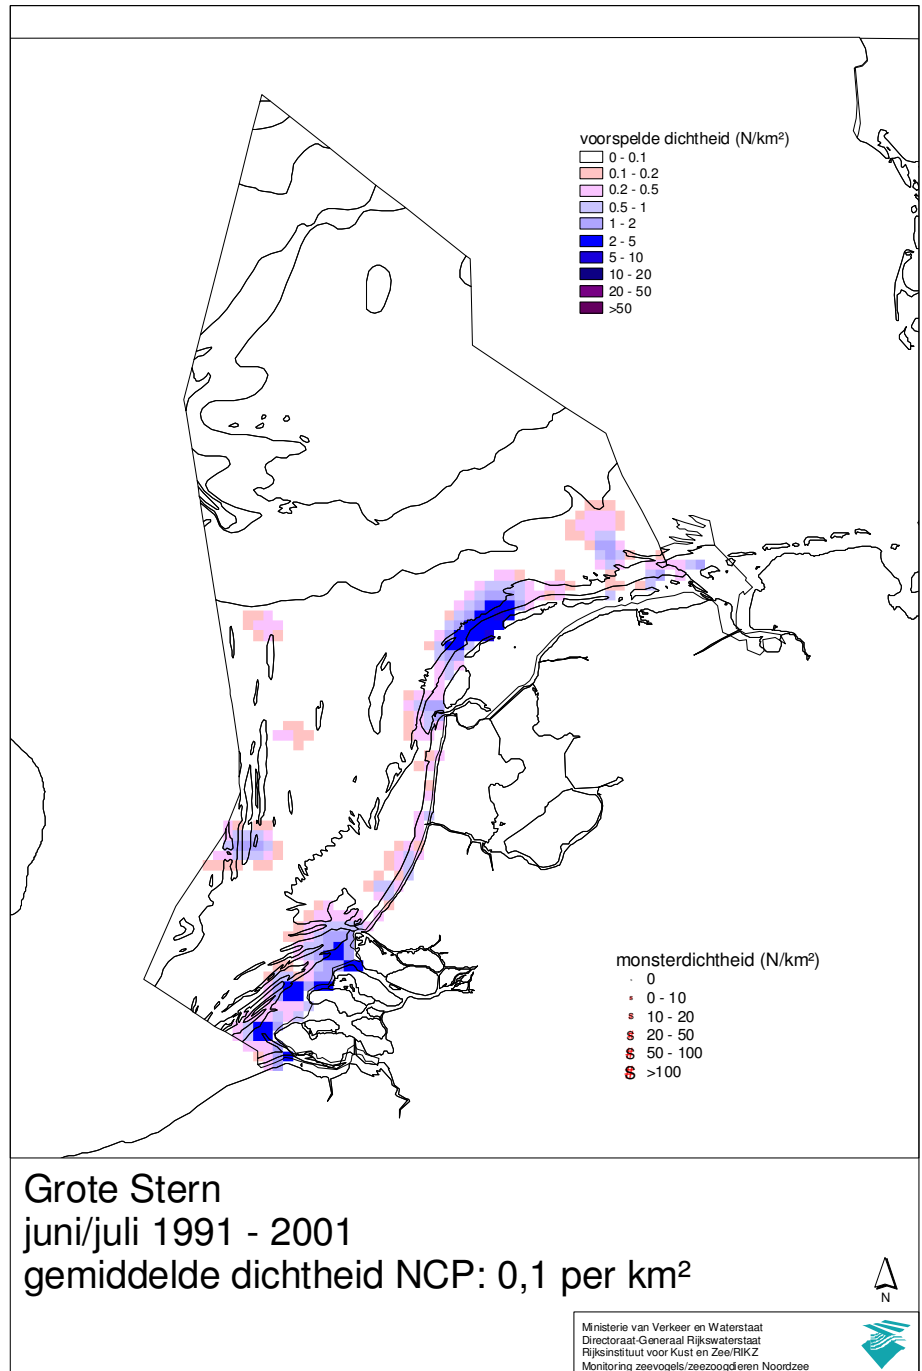 voorspelde dichtheid (N/km²)
0 - 0.1
0.1 - 0.2
0.2 - 0.5
0.5 - 1
1 - 2
2 - 5
5 - 10
10 - 20
20 - 50
>50
monsterdichtheid (N/km²)
0
0 - 10
10 - 20
20 - 50
50 - 100
>100
Grote Stern
juni/juli 1991 - 2001
gemiddelde dichtheid NCP: 0,1 per km²
N
Ministerie van Verkeer en Waterstaat
Directoraat-Generaal Rijkswaterstaat
Rijksinstituut voor Kust en Zee/RIKZ
Monitoring zeevogels/zeezoogdieren Noordzee